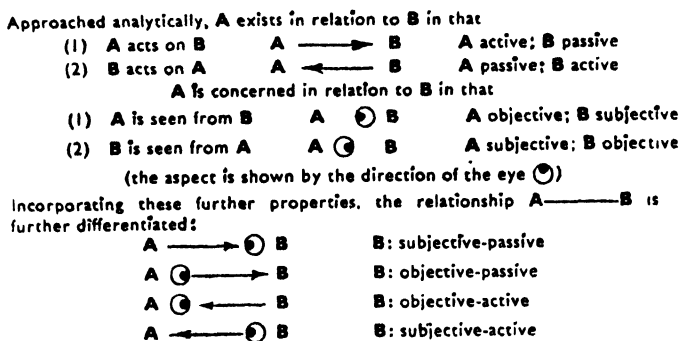 Approached analytically, A exists in relation to B in that
(1) A acts on B A ⟶ B A active; B passive
(2) B acts on A A ⟵ B A passive; B active
A is concerned in relation to B in that
(1) A is seen from B A B A objective; B subjective
(2) B is seen from A A B A subjective; B objective
(the aspect is shown by the direction of the eye )
Incorporating these further properties. the relationship A———B is
further differentiated:
A ⟶ B B: subjective-passive
A ⟶ B B: objective-passive
A ⟵ B B: objective-active
A ⟵ B B: subjective-active